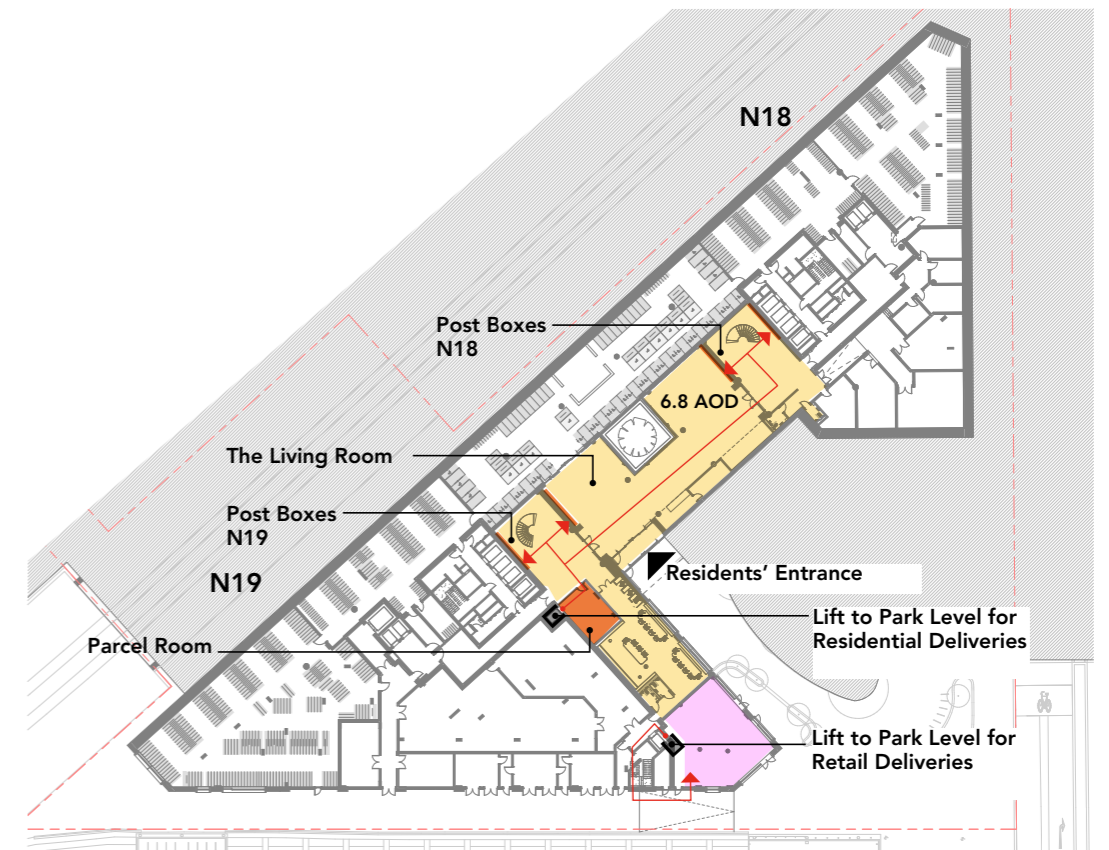 N18
Post Boxes
N18
6.8 AOD
The Living Room
Post Boxes
N19
N19
Residents’ Entrance
Lift to Park Level for
Residential Deliveries
Parcel Room
Lift to Park Level for
Retail Deliveries